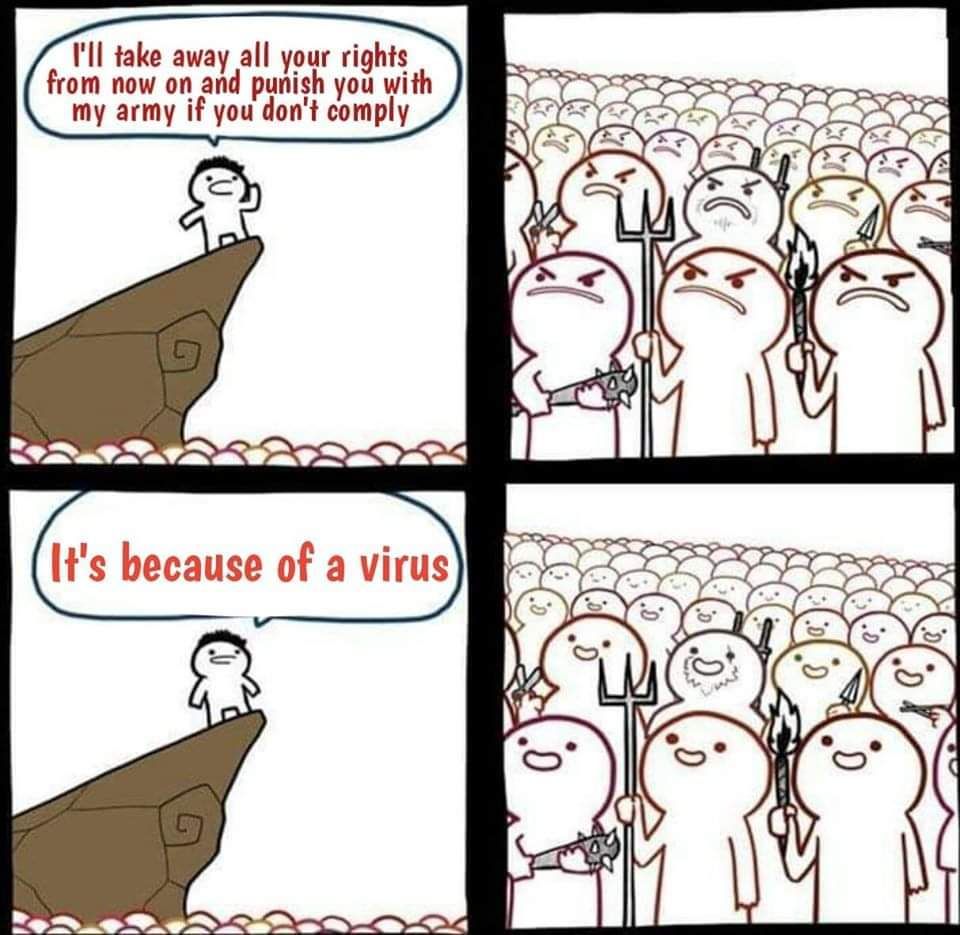 I'll take away all your rights
from now on and punish you with
my army if you don't comply
It's because of a virus